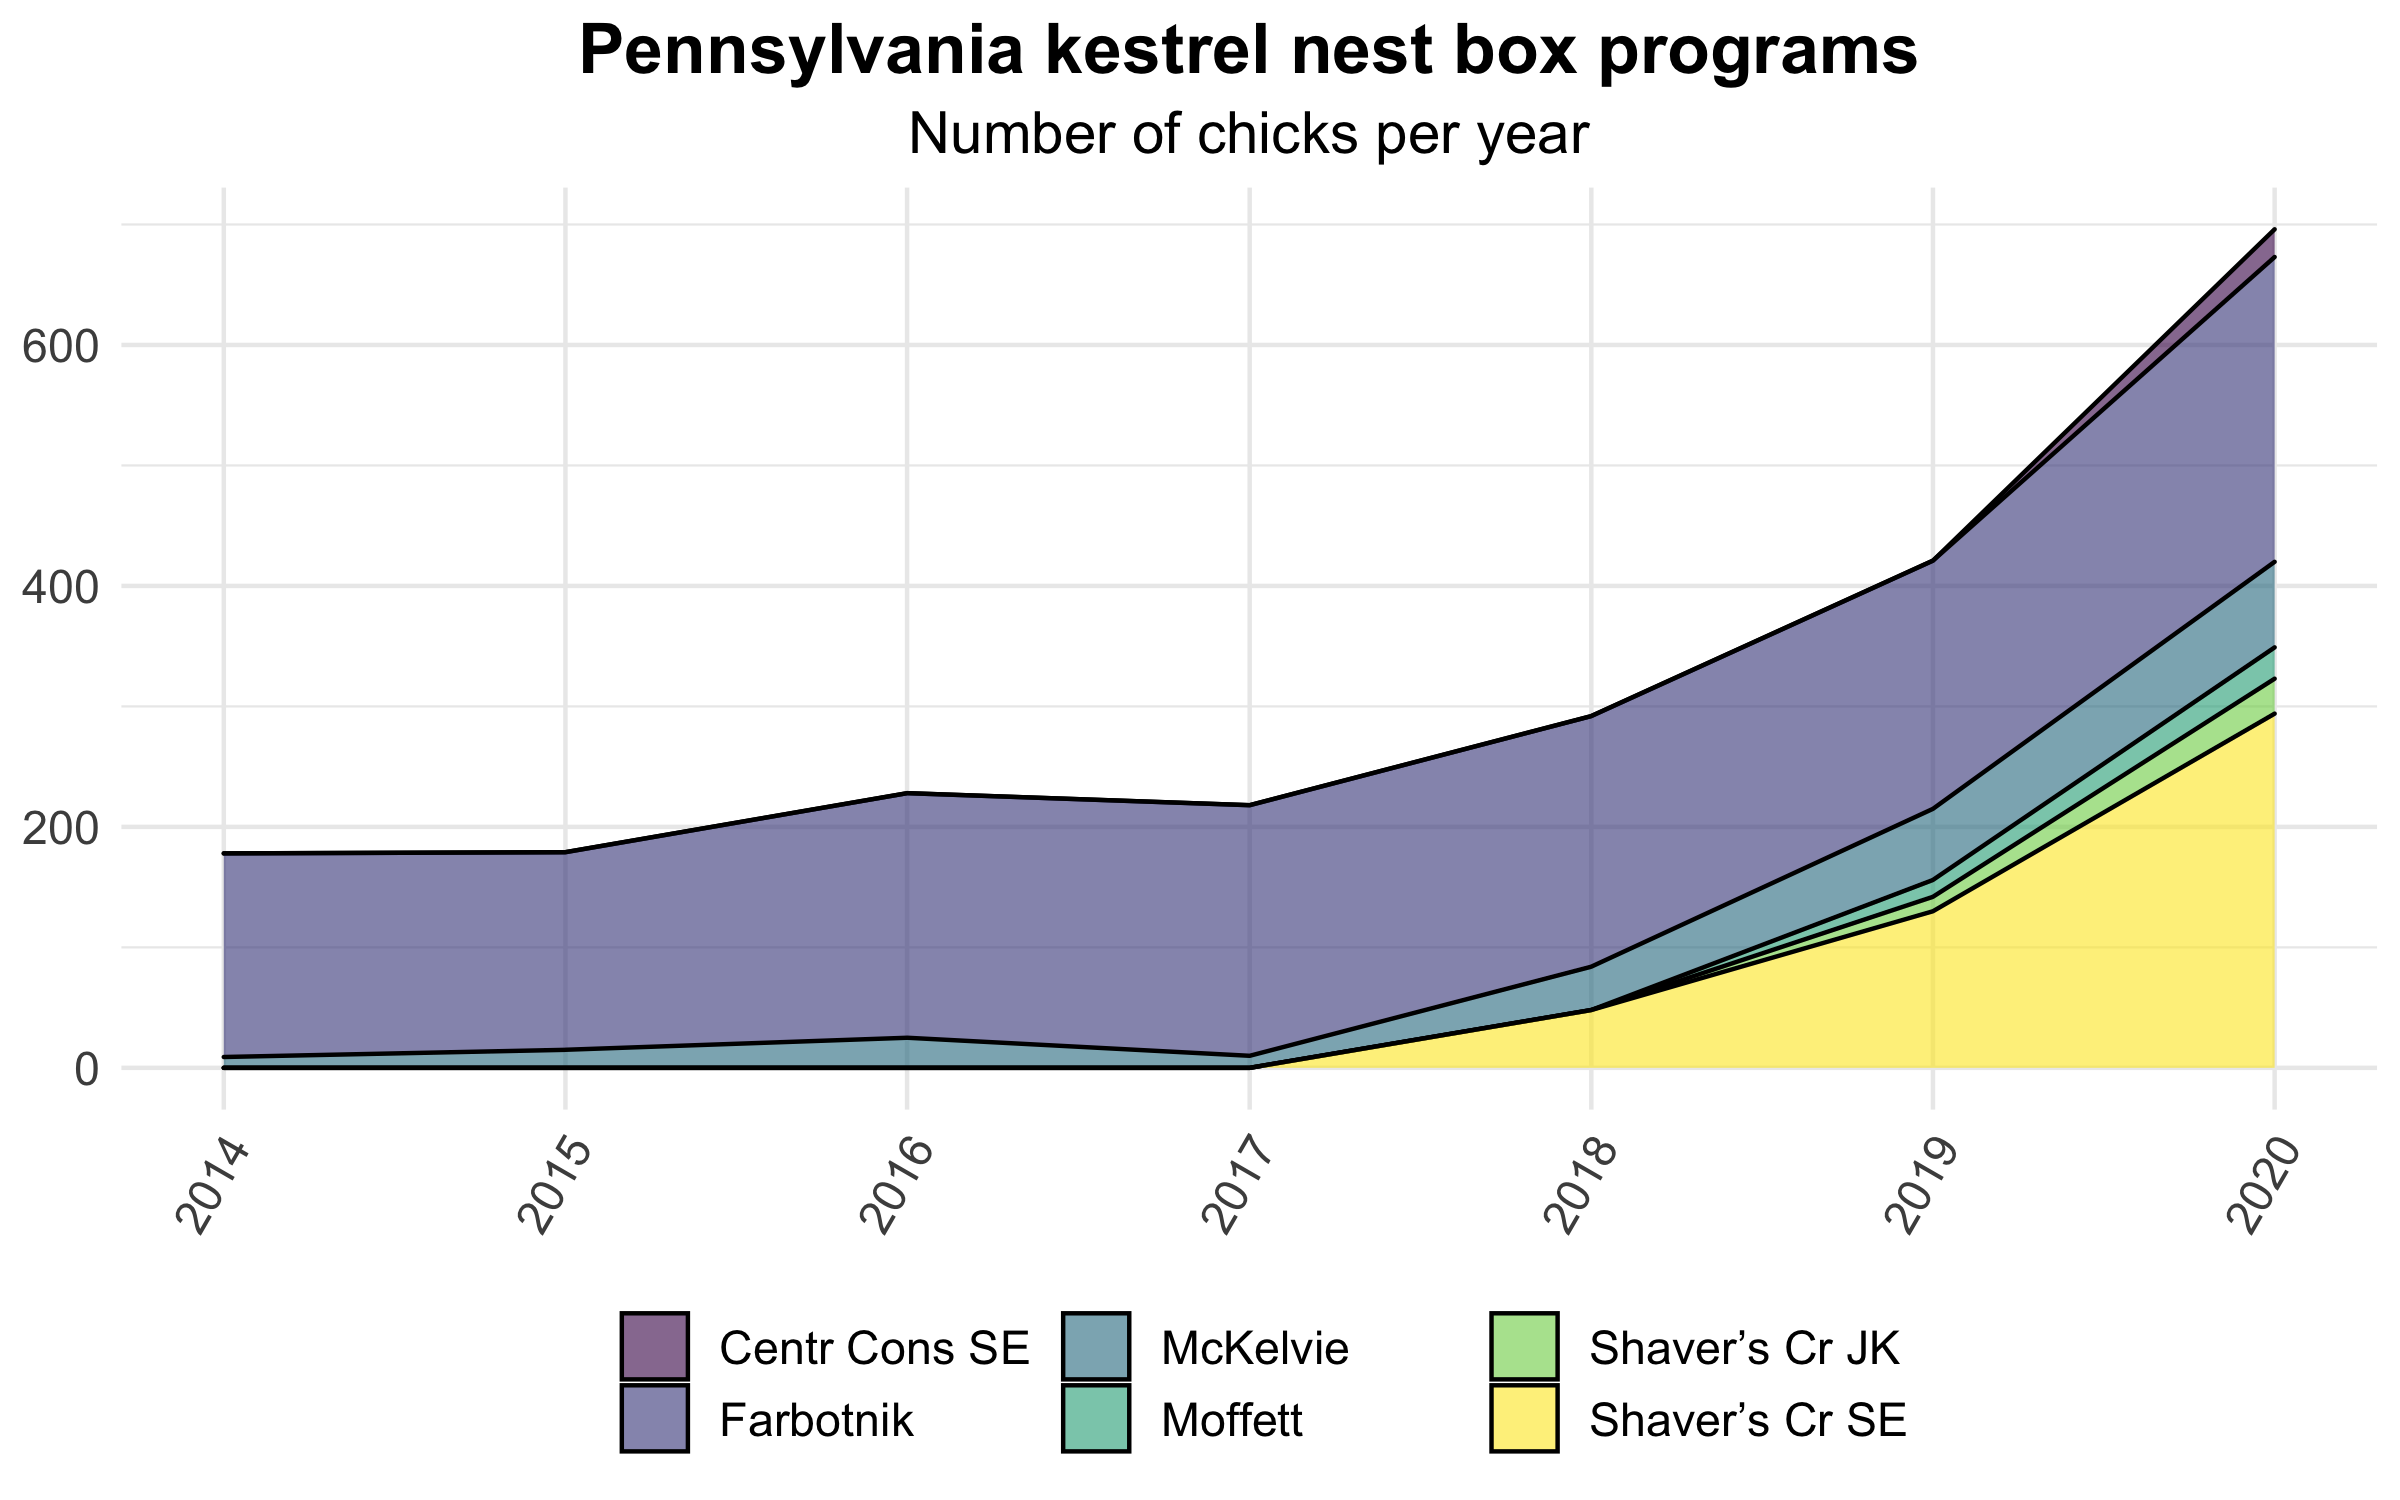 Pennsylvania kestrel nest box programs
Number of chicks per year
600
400
200
0
2014
2015
2016
2017
2018
2019
2020
Centr Cons SE
McKelvie
Shaver’s Cr JK
Farbotnik
Moffett
Shaver’s Cr SE